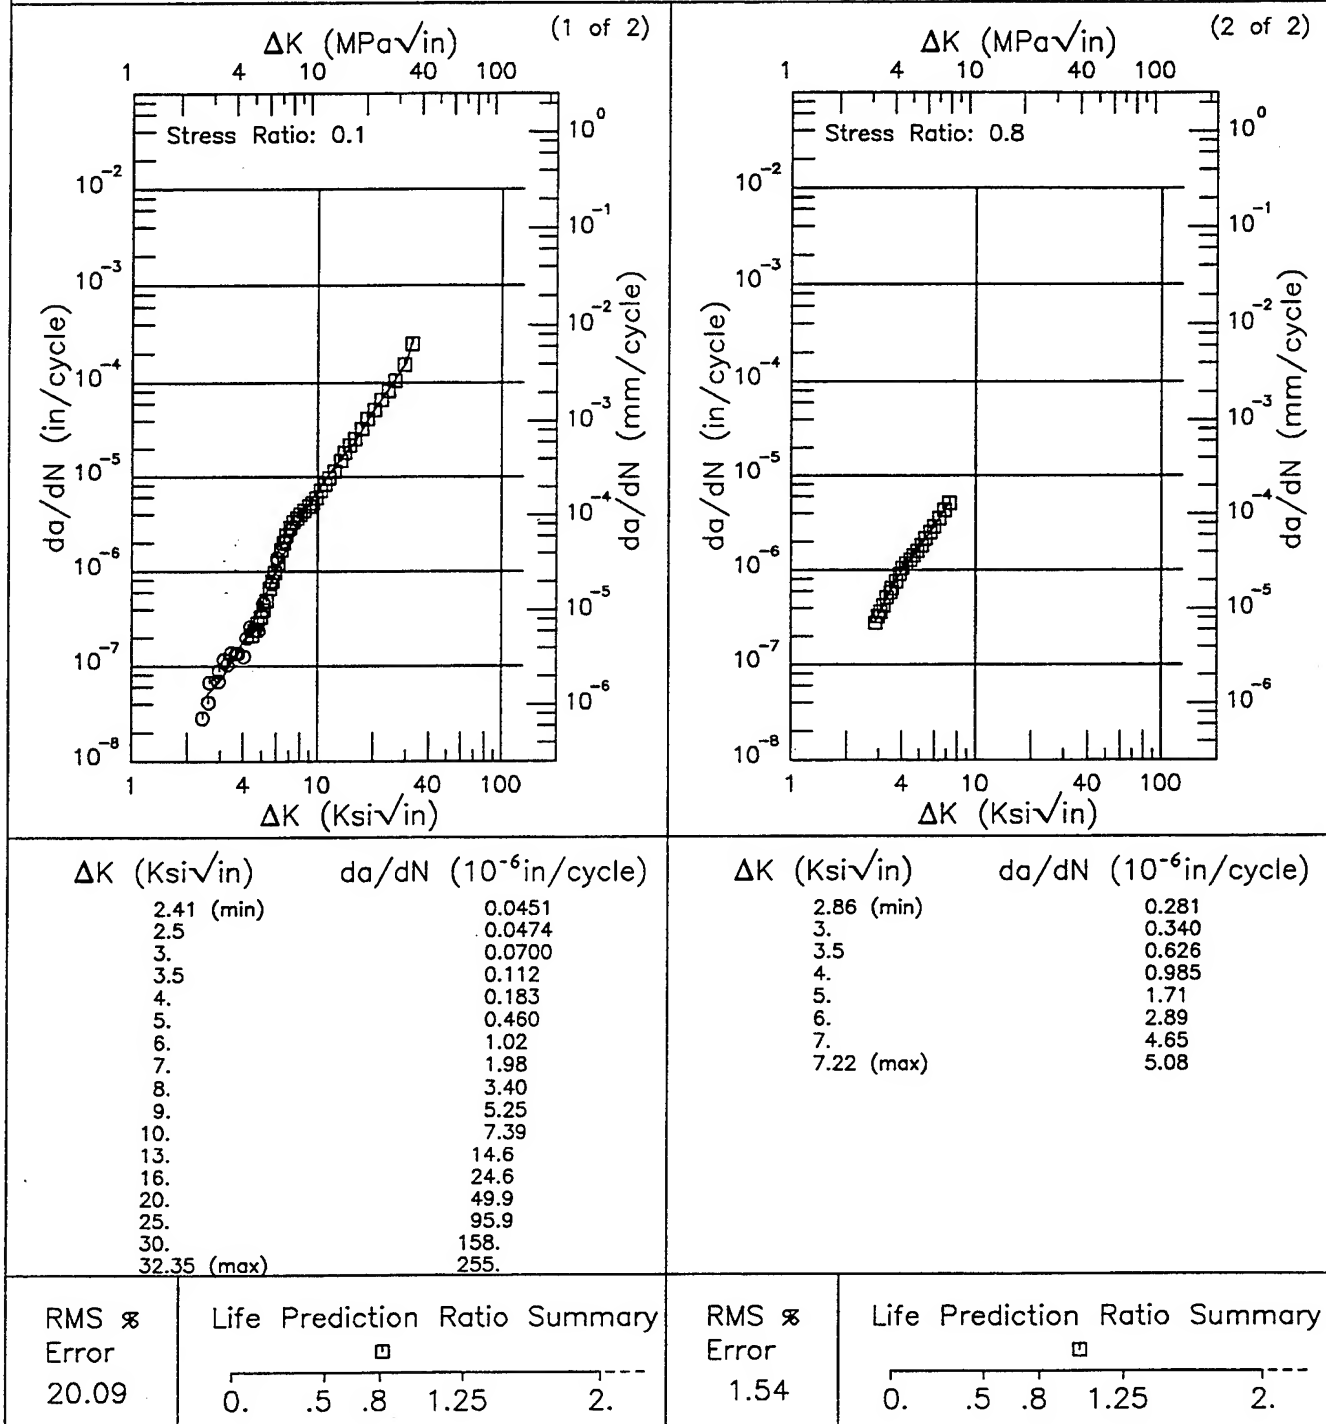 (1 of 2)
ΔK (MPa√in)
1 4 10 40 100
Stress Ratio: 0.1
10⁰
10⁻²
10⁻¹
10⁻³
10⁻²
10⁻⁴
10⁻³
10⁻⁵
10⁻⁴
10⁻⁶
10⁻⁵
10⁻⁷
10⁻⁶
10⁻⁸
da/dN (in/cycle)
da/dN (mm/cycle)
1 4 10 40 100
ΔK (Ksi√in)
(2 of 2)
ΔK (MPa√in)
1 4 10 40 100
Stress Ratio: 0.8
10⁰
10⁻²
10⁻¹
10⁻³
10⁻²
10⁻⁴
10⁻³
10⁻⁵
10⁻⁴
10⁻⁶
10⁻⁵
10⁻⁷
10⁻⁶
10⁻⁸
da/dN (in/cycle)
da/dN (mm/cycle)
1 4 10 40 100
ΔK (Ksi√in)
ΔK (Ksi√in) da/dN (10⁻⁶in/cycle)
2.41 (min) 0.0451
2.5 0.0474
3. 0.0700
3.5 0.112
4. 0.183
5. 0.460
6. 1.02
7. 1.98
8. 3.40
9. 5.25
10. 7.39
13. 14.6
16. 24.6
20. 49.9
25. 95.9
30. 158.
32.35 (max) 255.
ΔK (Ksi√in) da/dN (10⁻⁶in/cycle)
2.86 (min) 0.281
3. 0.340
3.5 0.626
4. 0.985
5. 1.71
6. 2.89
7. 4.65
7.22 (max) 5.08
RMS %
Error
20.09
Life Prediction Ratio Summary
0. .5 .8 1.25 2.
RMS %
Error
1.54
Life Prediction Ratio Summary
0. .5 .8 1.25 2.